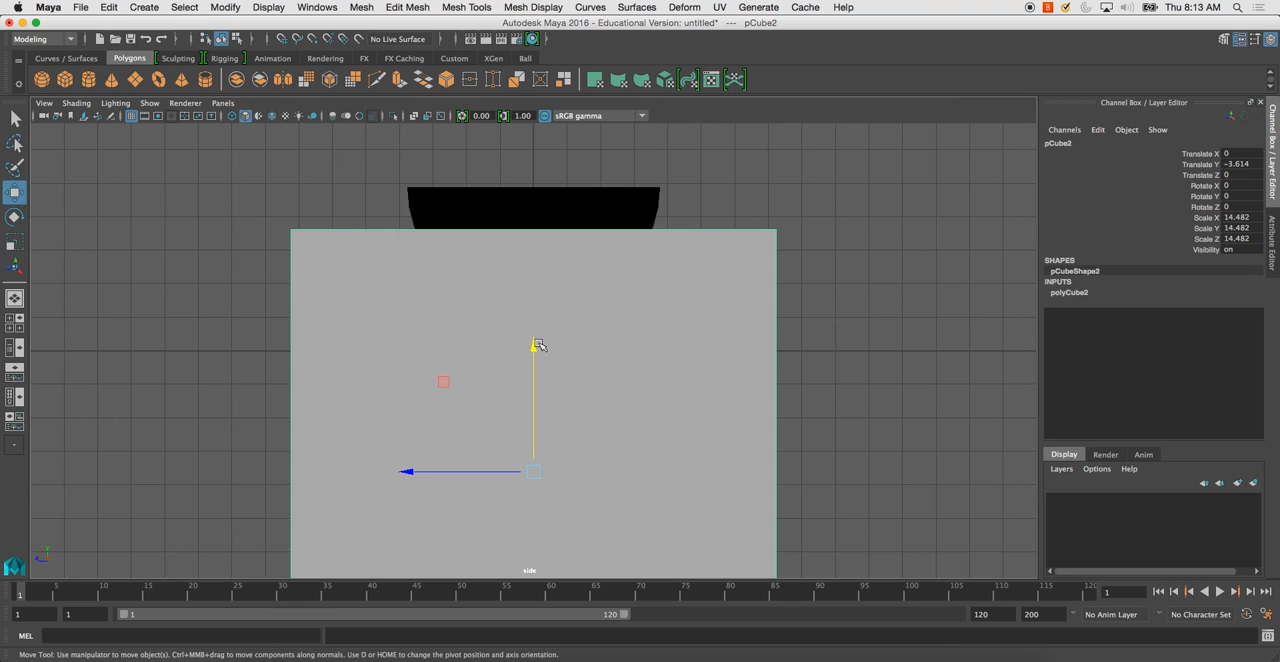 Maya File Edit Create Select Modify Display Windows Mesh Edit Mesh Mesh Tools Mesh Display Curves Surfaces Deform UV Generate Cache Help Thu 8:13 AM
Autodesk Maya 2016 - Educational Version: untitled* --- pCube2
Modeling No Live Surface
Curves / Surfaces Polygons Sculpting Rigging Animation Rendering FX FX Caching Custom XGen Ball
View Shading Lighting Show Renderer Panels
0.00 1.00 sRGB gamma
Channel Box / Layer Editor
Channels Edit Object Show
pCube2
Translate X 0
Translate Y -3.614
Translate Z 0
Rotate X 0
Rotate Y 0
Rotate Z 0
Scale X 14.482
Scale Y 14.482
Scale Z 14.482
Visibility on
SHAPES
pCubeShape2
INPUTS
polyCube2
Channel Box / Layer Editor
Attribute Editor
Display Render Anim
Layers Options Help
side
5 10 15 20 25 30 35 40 45 50 55 60 65 70 75 80 85 90 95 100 105 110 115 120
1 1
1 1 1 120 120 200 No Anim Layer No Character Set
MEL
Move Tool: Use manipulator to move object(s). Ctrl+MMB+drag to move components along normals. Use D or HOME to change the pivot position and axis orientation.